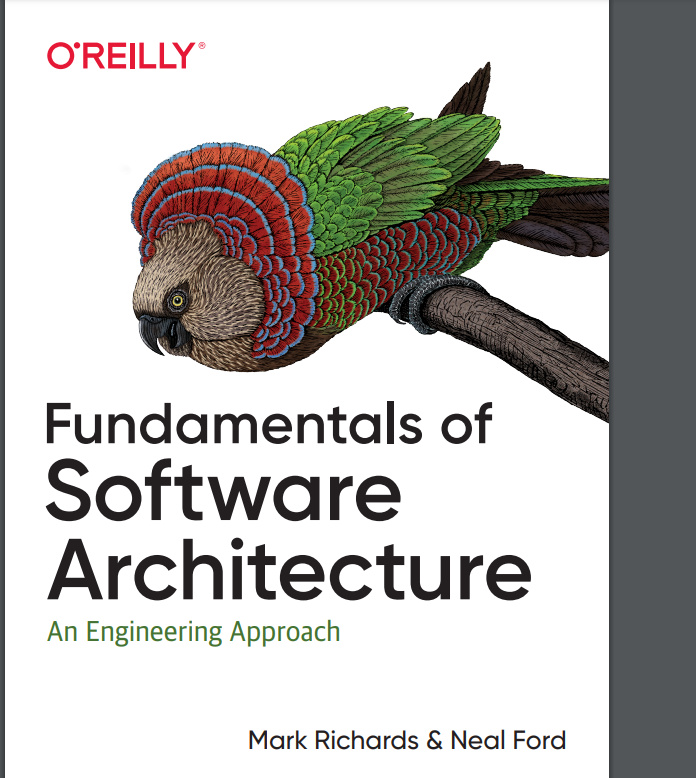 O'REILLY®
Fundamentals of
Software
Architecture
An Engineering Approach
Mark Richards & Neal Ford